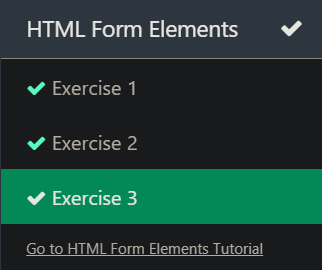 HTML Form Elements
Exercise 1
Exercise 2
Exercise 3
Go to HTML Form Elements Tutorial